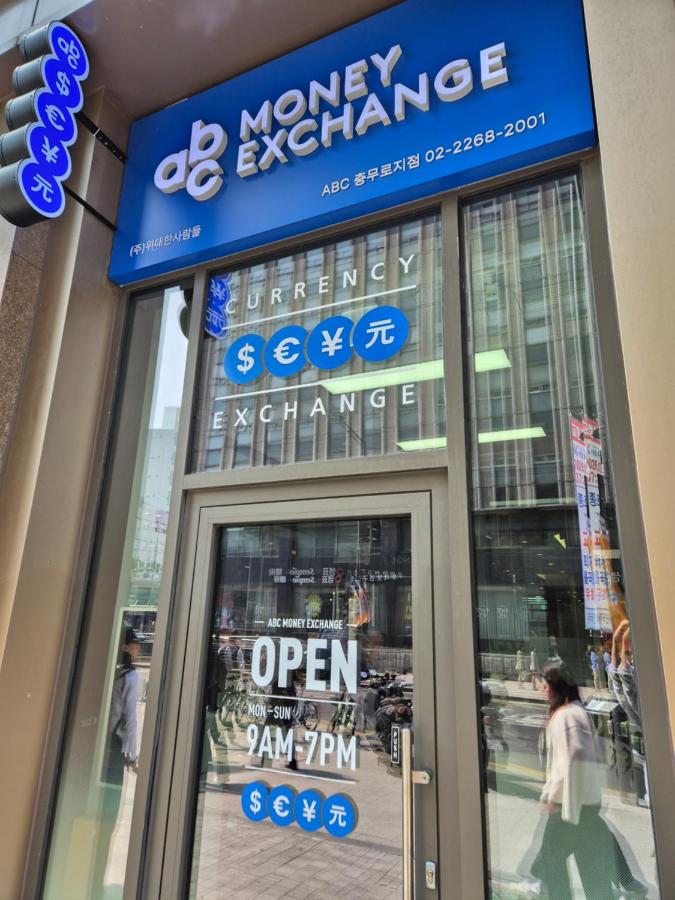 $
€
¥
元
abc MONEY
EXCHANGE
ABC 충무로지점 02-2268-2001
(주)위대한사람들
CURRENCY
$ € ¥ 元
EXCHANGE
ABC MONEY EXCHANGE
OPEN
MON-SUN
9AM-7PM
PUSH
$ € ¥ 元